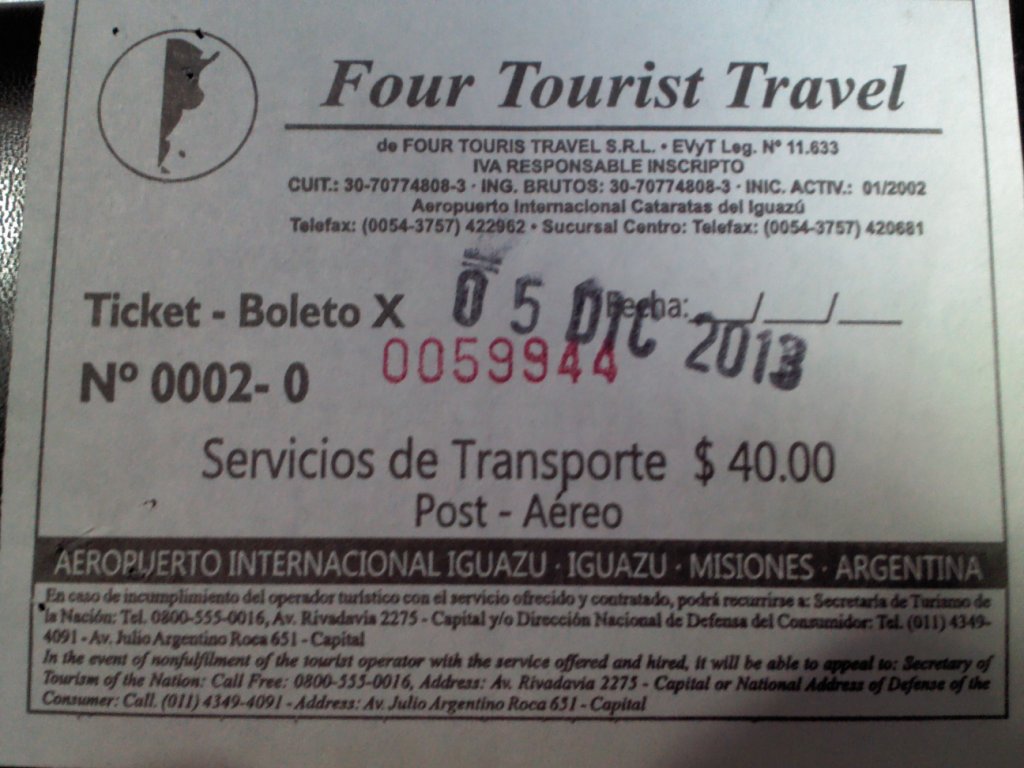 Four Tourist Travel
de FOUR TOURIS TRAVEL S.R.L. • EVyT Leg. Nº 11.633
IVA RESPONSABLE INSCRIPTO
CUIT.: 30-70774808-3 · ING. BRUTOS: 30-70774808-3 · INIC. ACTIV.: 01/2002
Aeropuerto Internacional Cataratas del Iguazú
Telefax: (0054-3757) 422962 • Sucursal Centro: Telefax: (0054-3757) 420681
Ticket - Boleto X
Fecha: __/__/__
05 DIC 2013
Nº 0002- 0 0059944
Servicios de Transporte $ 40.00
Post - Aéreo
AEROPUERTO INTERNACIONAL IGUAZU · IGUAZU · MISIONES · ARGENTINA
En caso de incumplimiento del operador turístico con el servicio ofrecido y contratado, podrá recurrirse a: Secretaría de Turismo de
la Nación: Tel. 0800-555-0016, Av. Rivadavia 2275 - Capital y/o Dirección Nacional de Defensa del Consumidor: Tel. (011) 4349-
4091 - Av. Julio Argentino Roca 651 - Capital
In the event of nonfulfilment of the tourist operator with the service offered and hired, it will be able to appeal to: Secretary of
Tourism of the Nation: Call Free: 0800-555-0016, Address: Av. Rivadavia 2275 - Capital or National Address of Defense of the
Consumer: Call. (011) 4349-4091 - Address: Av. Julio Argentino Roca 651 - Capital